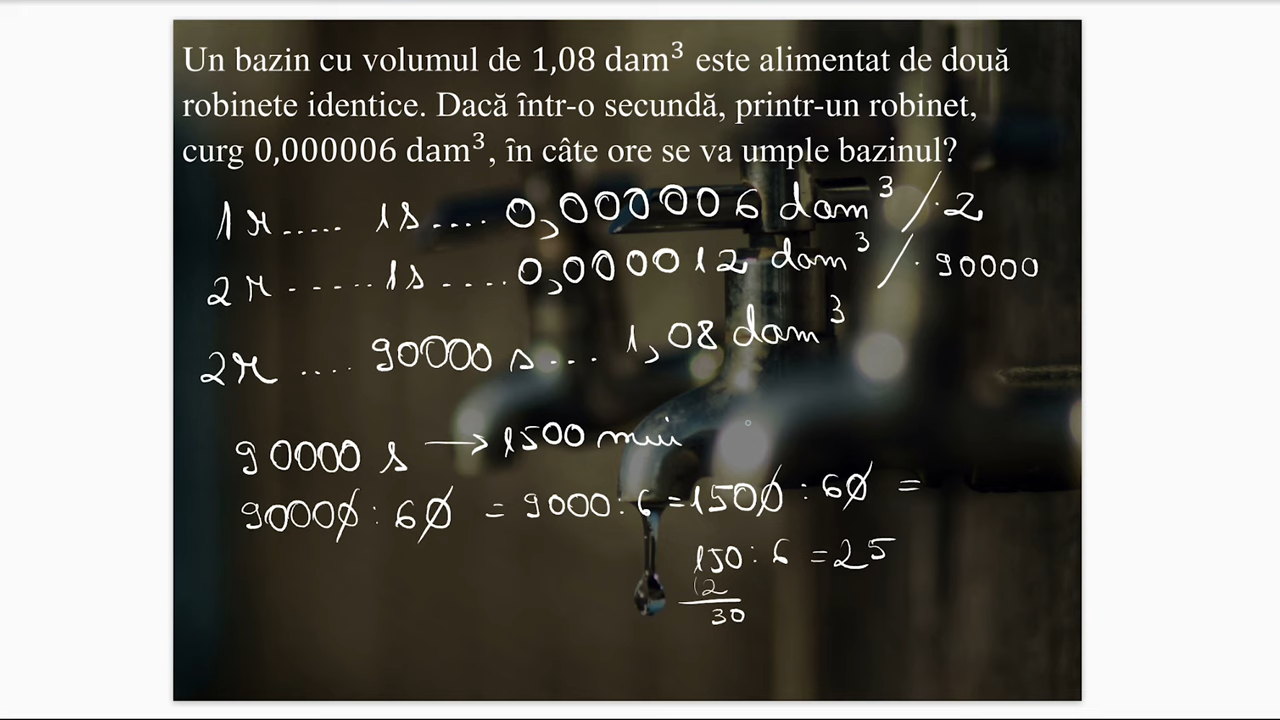 Un bazin cu volumul de 1,08 dam³ este alimentat de două
robinete identice. Dacă într-o secundă, printr-un robinet,
curg 0,000006 dam³, în câte ore se va umple bazinul?
1r..... 1s.... 0,000006 dam³ / · 2
2r ...... 1s .... 0,000012 dam³ / · 90000
2r .... 90000 s ... 1,08 dam³
90000 s → 1500 min
90000 : 60 = 9000 : 6 = 1500 : 60 =
150 : 6 = 25
12
30